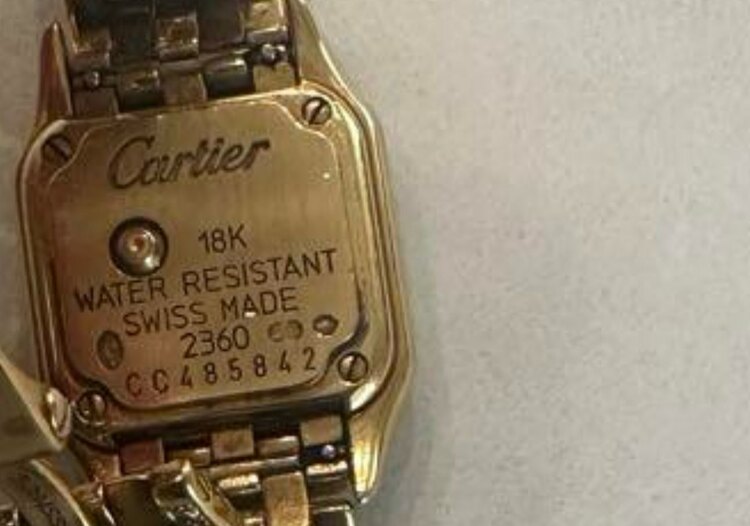 Cartier
18K
WATER RESISTANT
SWISS MADE
2360
CC485842